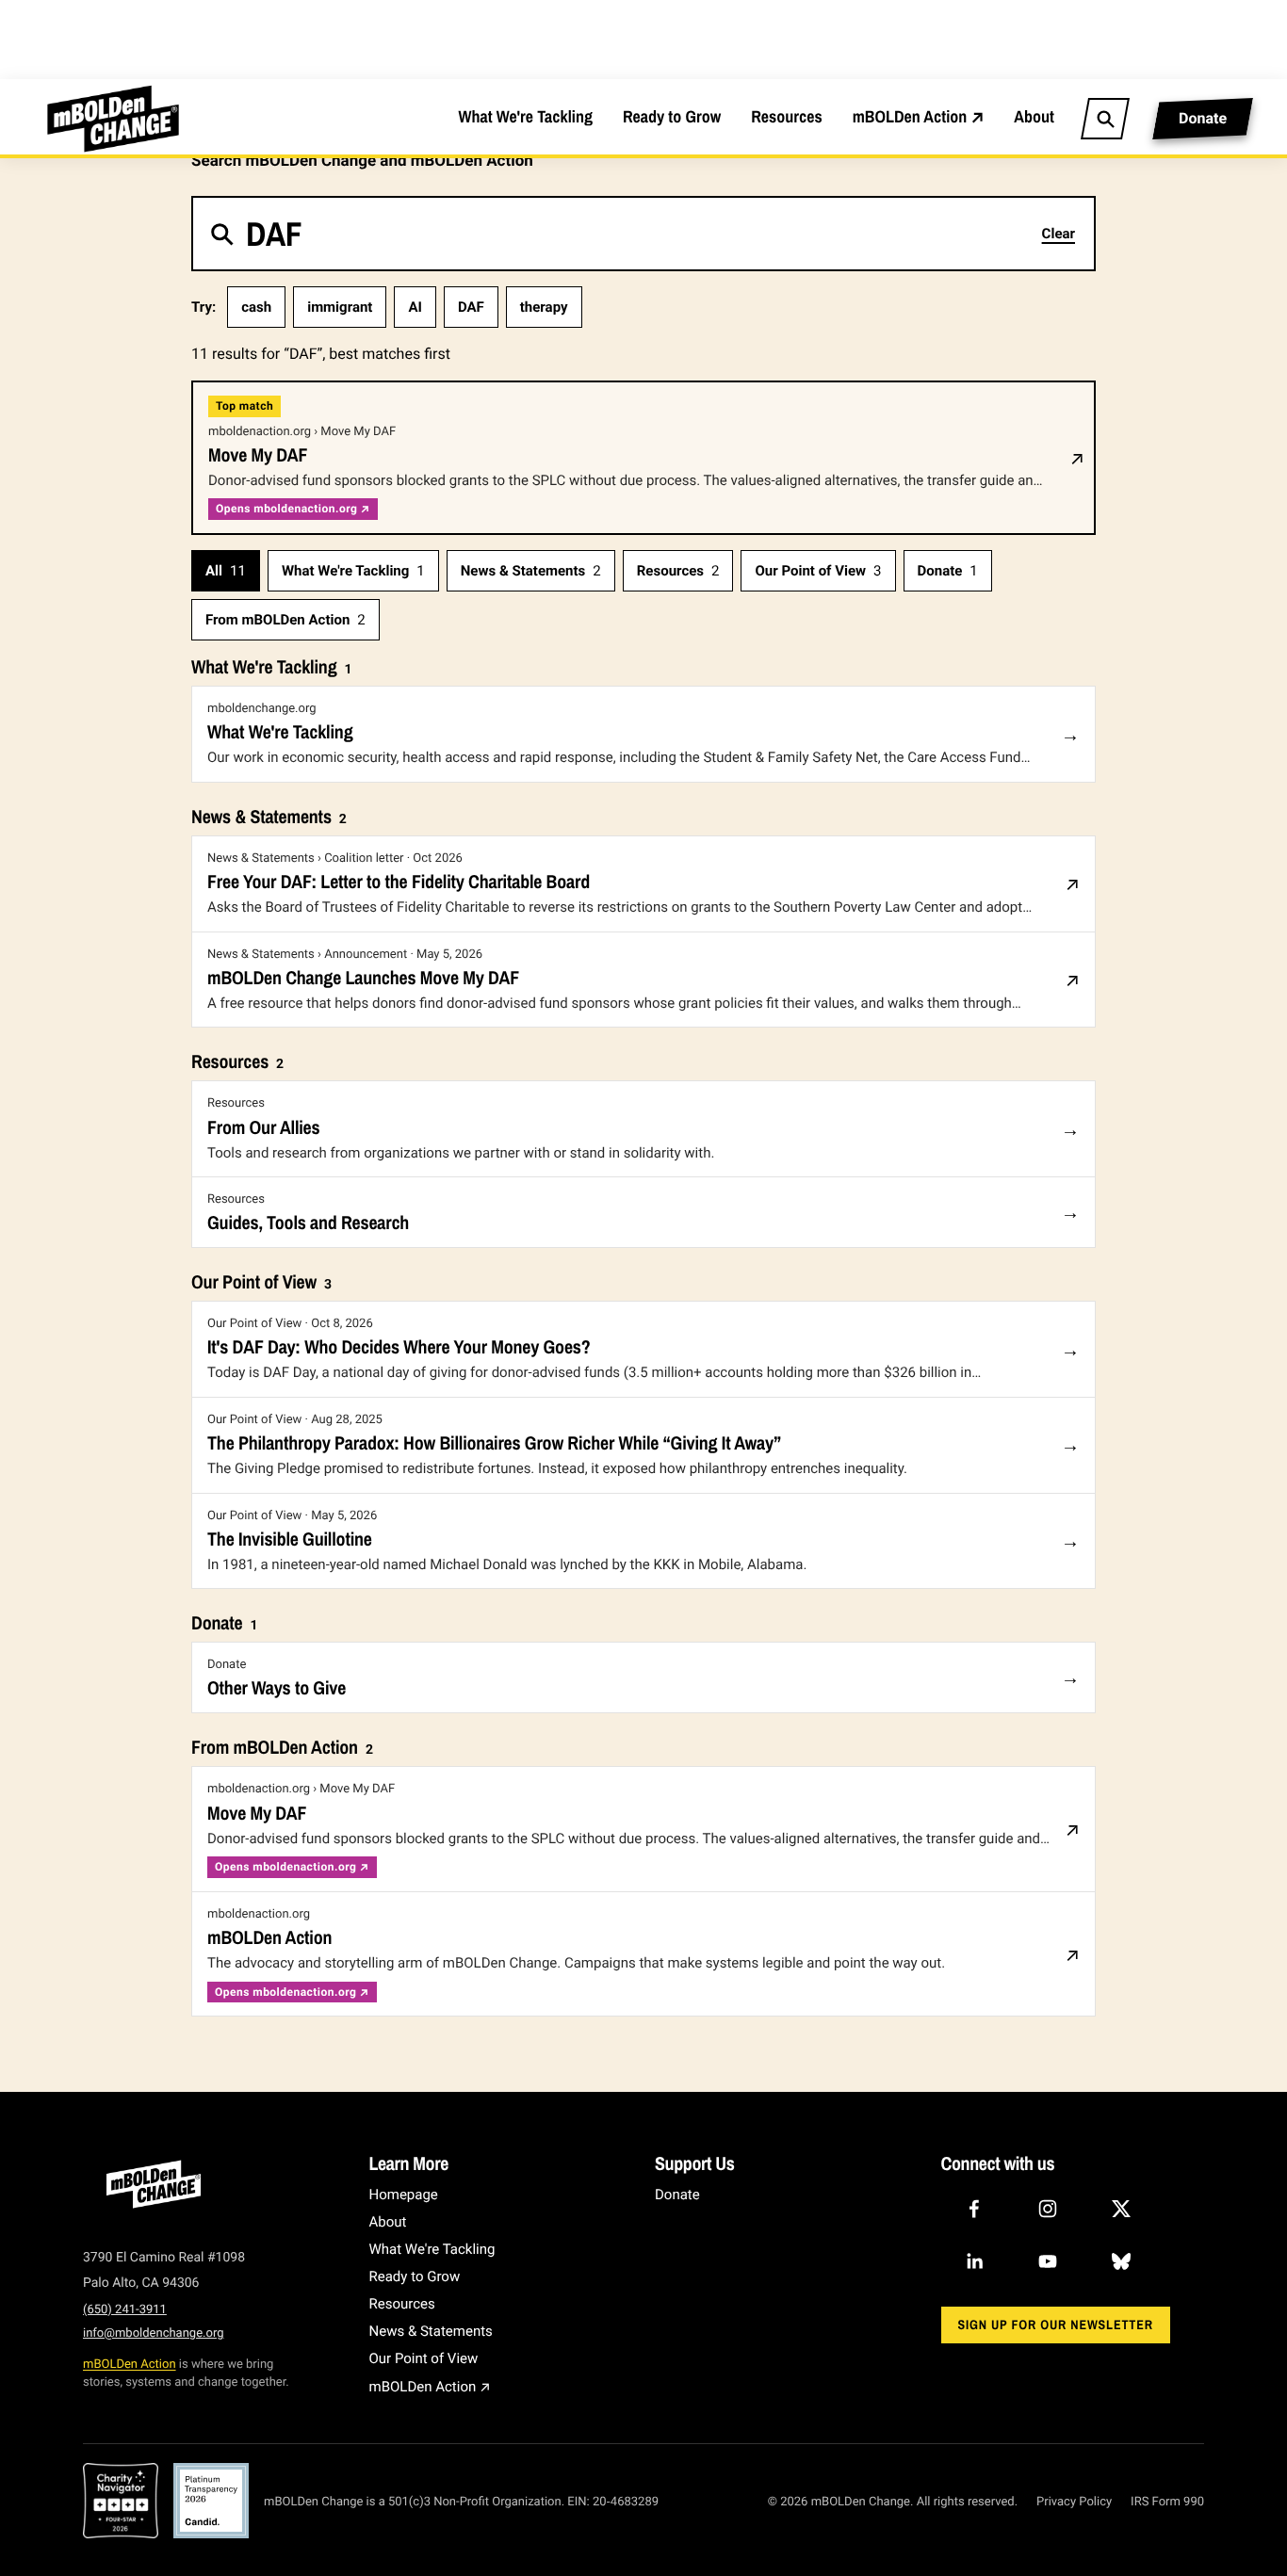 mBOLDen
CHANGE
What We're Tackling
Ready to Grow
Resources
mBOLDen Action ↗
About
Donate
Search mBOLDen Change and mBOLDen Action
DAF
Clear
Try:
cash
immigrant
AI
DAF
therapy
11 results for “DAF”, best matches first
Top match
mboldenaction.org › Move My DAF
Move My DAF
Donor-advised fund sponsors blocked grants to the SPLC without due process. The values-aligned alternatives, the transfer guide an…
Opens mboldenaction.org ↗
All 11
What We're Tackling 1
News & Statements 2
Resources 2
Our Point of View 3
Donate 1
From mBOLDen Action 2
What We're Tackling 1
mboldenchange.org
What We're Tackling
Our work in economic security, health access and rapid response, including the Student & Family Safety Net, the Care Access Fund…
News & Statements 2
News & Statements › Coalition letter · Oct 2026
Free Your DAF: Letter to the Fidelity Charitable Board
Asks the Board of Trustees of Fidelity Charitable to reverse its restrictions on grants to the Southern Poverty Law Center and adopt…
News & Statements › Announcement · May 5, 2026
mBOLDen Change Launches Move My DAF
A free resource that helps donors find donor-advised fund sponsors whose grant policies fit their values, and walks them through…
Resources 2
Resources
From Our Allies
Tools and research from organizations we partner with or stand in solidarity with.
Resources
Guides, Tools and Research
Our Point of View 3
Our Point of View · Oct 8, 2026
It's DAF Day: Who Decides Where Your Money Goes?
Today is DAF Day, a national day of giving for donor-advised funds (3.5 million+ accounts holding more than $326 billion in…
Our Point of View · Aug 28, 2025
The Philanthropy Paradox: How Billionaires Grow Richer While “Giving It Away”
The Giving Pledge promised to redistribute fortunes. Instead, it exposed how philanthropy entrenches inequality.
Our Point of View · May 5, 2026
The Invisible Guillotine
In 1981, a nineteen-year-old named Michael Donald was lynched by the KKK in Mobile, Alabama.
Donate 1
Donate
Other Ways to Give
From mBOLDen Action 2
mboldenaction.org › Move My DAF
Move My DAF
Donor-advised fund sponsors blocked grants to the SPLC without due process. The values-aligned alternatives, the transfer guide and…
Opens mboldenaction.org ↗
mboldenaction.org
mBOLDen Action
The advocacy and storytelling arm of mBOLDen Change. Campaigns that make systems legible and point the way out.
Opens mboldenaction.org ↗
mBOLDen
CHANGE
3790 El Camino Real #1098
Palo Alto, CA 94306
(650) 241-3911
info@mboldenchange.org
mBOLDen Action is where we bring
stories, systems and change together.
Learn More
Homepage
About
What We're Tackling
Ready to Grow
Resources
News & Statements
Our Point of View
mBOLDen Action ↗
Support Us
Donate
Connect with us
SIGN UP FOR OUR NEWSLETTER
Charity
Navigator
FOUR-STAR
2026
Platinum
Transparency
2026
Candid.
mBOLDen Change is a 501(c)3 Non-Profit Organization. EIN: 20-4683289
© 2026 mBOLDen Change. All rights reserved.
Privacy Policy
IRS Form 990